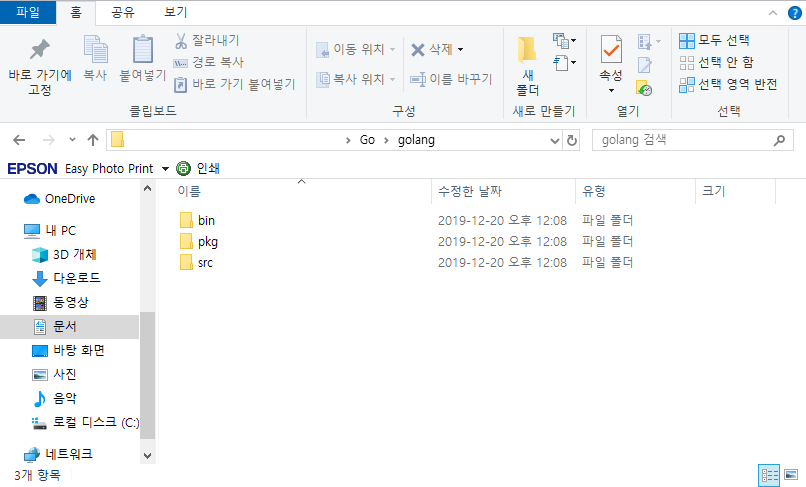 파일 홈 공유 보기
바로 가기에 고정
복사
붙여넣기
잘라내기
경로 복사
바로 가기 붙여넣기
클립보드
이동 위치
복사 위치
삭제
이름 바꾸기
구성
새 폴더
새로 만들기
속성
열기
모두 선택
선택 안 함
선택 영역 반전
선택
Go > golang
golang 검색
EPSON Easy Photo Print 인쇄
OneDrive
내 PC
3D 개체
다운로드
동영상
문서
바탕 화면
사진
음악
로컬 디스크 (C:)
네트워크
이름 수정한 날짜 유형 크기
bin 2019-12-20 오후 12:08 파일 폴더
pkg 2019-12-20 오후 12:08 파일 폴더
src 2019-12-20 오후 12:08 파일 폴더
3개 항목